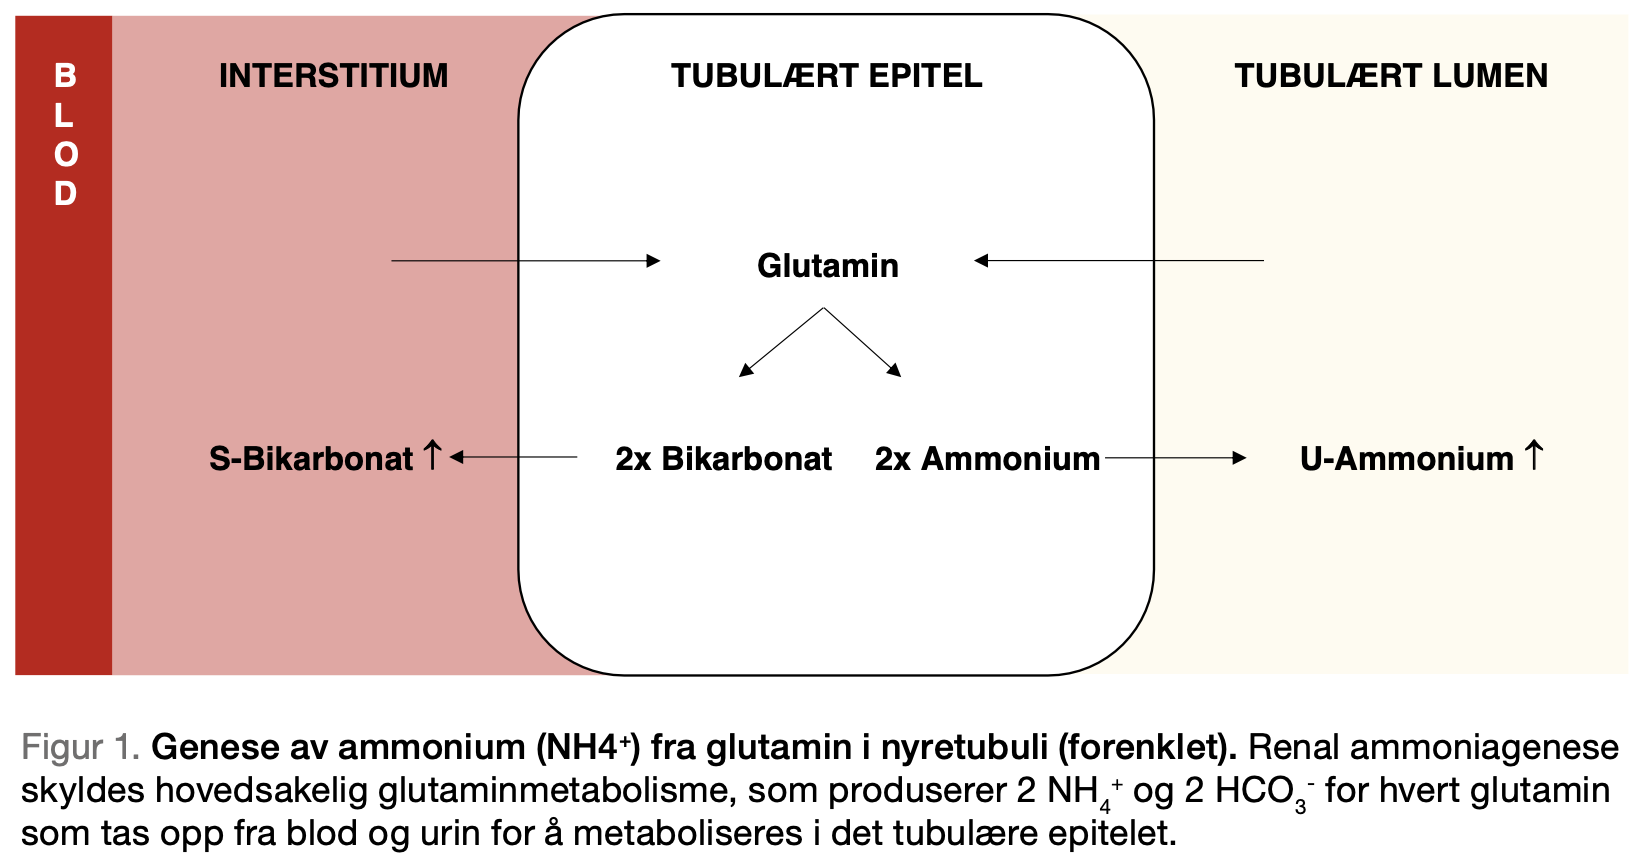 BLOD
INTERSTITIUM
TUBULÆRT EPITEL
TUBULÆRT LUMEN
Glutamin
S-Bikarbonat ↑
2x Bikarbonat
2x Ammonium
U-Ammonium ↑
Figur 1. Genese av ammonium (NH4⁺) fra glutamin i nyretubuli (forenklet). Renal ammoniagenese
skyldes hovedsakelig glutaminmetabolisme, som produserer 2 NH₄⁺ og 2 HCO₃⁻ for hvert glutamin
som tas opp fra blod og urin for å metaboliseres i det tubulære epitelet.